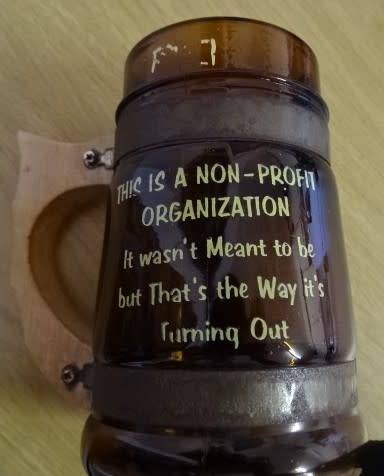 THIS IS A NON-PROFIT
ORGANIZATION
It wasn't Meant to be
but That's the Way it's
Turning Out